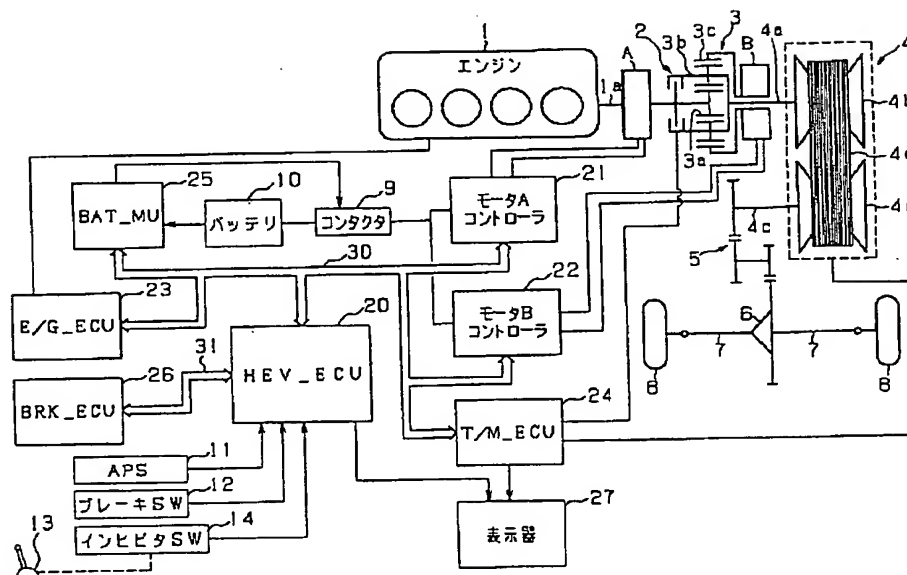 1
エンジン
1a
A
2
3b
3c
3
3a
B
4a
4
4b
4c
5
6
7
7
8
8
25
BAT_MU
10
バッテリ
9
コンタクタ
21
モータA
コントローラ
30
22
モータB
コントローラ
23
E/G_ECU
20
HEV_ECU
31
26
BRK_ECU
24
T/M_ECU
11
APS
12
ブレーキSW
14
インヒビタSW
13
27
表示器